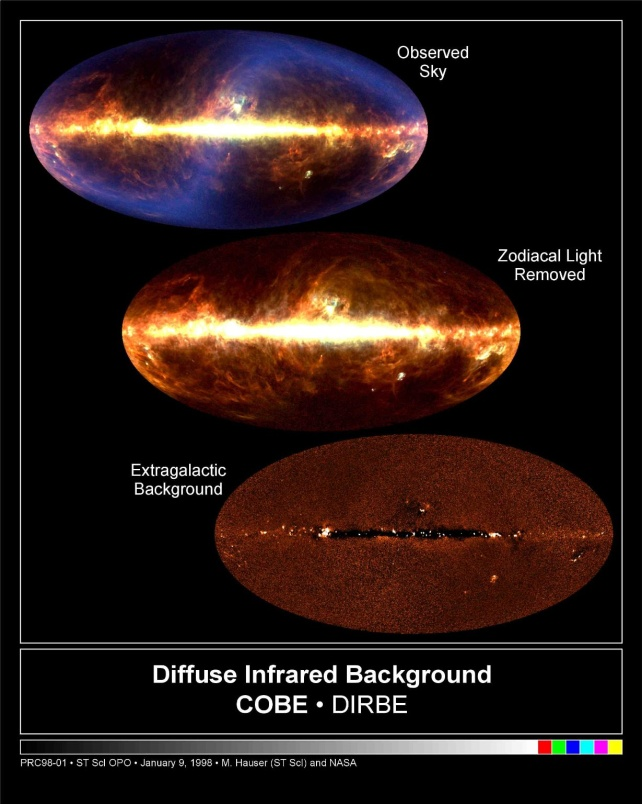 Observed
Sky
Zodiacal Light
Removed
Extragalactic
Background
Diffuse Infrared Background
COBE • DIRBE
PRC98-01 • ST ScI OPO • January 9, 1998 • M. Hauser (ST ScI) and NASA